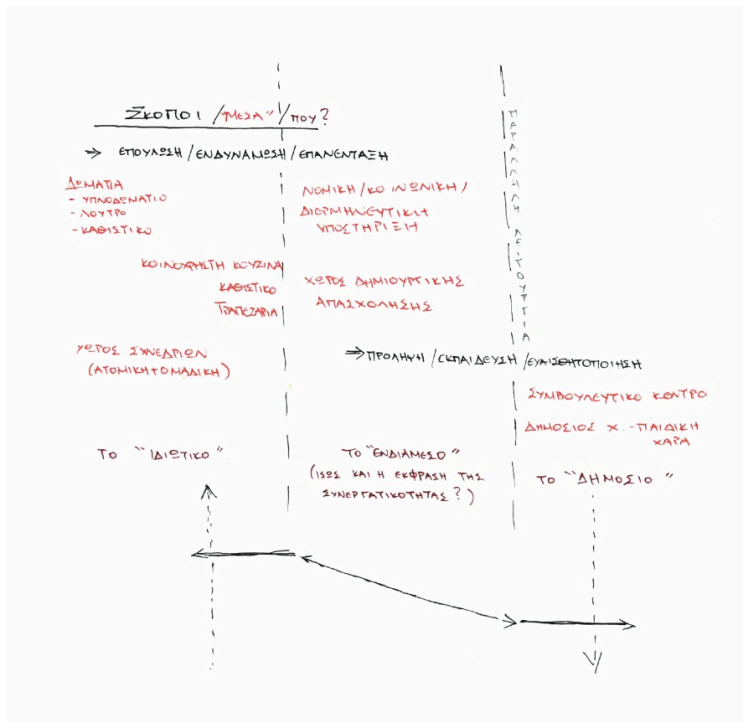 ΣΚΟΠΟΙ / "ΜΕΣΑ" / ΠΟΥ?
→ ΕΠΟΥΛΩΣΗ / ΕΝΔΥΝΑΜΩΣΗ / ΕΠΑΝΕΝΤΑΞΗ
ΔΩΜΑΤΙΑ
- ΥΠΝΟΔΩΜΑΤΙΟ
- ΛΟΥΤΡΟ
- ΚΑΘΙΣΤΙΚΟ
ΝΟΜΙΚΗ / ΚΟΙΝΩΝΙΚΗ /
ΔΙΕΡΜΗΝΕΥΤΙΚΗ
ΥΠΟΣΤΗΡΙΞΗ
ΚΟΙΝΟΧΡΗΣΤΗ ΚΟΥΖΙΝΑ
ΚΑΘΙΣΤΙΚΟ
ΤΡΑΠΕΖΑΡΙΑ
ΧΩΡΟΣ ΔΗΜΙΟΥΡΓΙΚΗΣ
ΑΠΑΣΧΟΛΗΣΗΣ
ΧΩΡΟΣ ΣΥΝΕΔΡΙΩΝ
(ΑΤΟΜΙΚΗ + ΟΜΑΔΙΚΗ)
ΠΑΡΑΛΛΗΛΗ ΛΕΙΤΟΥΡΓΙΑ
⇒ ΠΡΟΛΗΨΗ / ΕΚΠΑΙΔΕΥΣΗ / ΕΥΑΙΣΘΗΤΟΠΟΙΗΣΗ
ΣΥΜΒΟΥΛΕΥΤΙΚΟ ΚΕΝΤΡΟ
ΔΗΜΟΣΙΟΣ Χ. - ΠΑΙΔΙΚΗ
ΧΑΡΑ
ΤΟ "ΙΔΙΩΤΙΚΟ"
ΤΟ "ΕΝΔΙΑΜΕΣΟ"
(ΙΣΩΣ ΚΑΙ Η ΕΚΦΡΑΣΗ ΤΗΣ
ΣΥΝΕΡΓΑΤΙΚΟΤΗΤΑΣ?)
ΤΟ "ΔΗΜΟΣΙΟ"